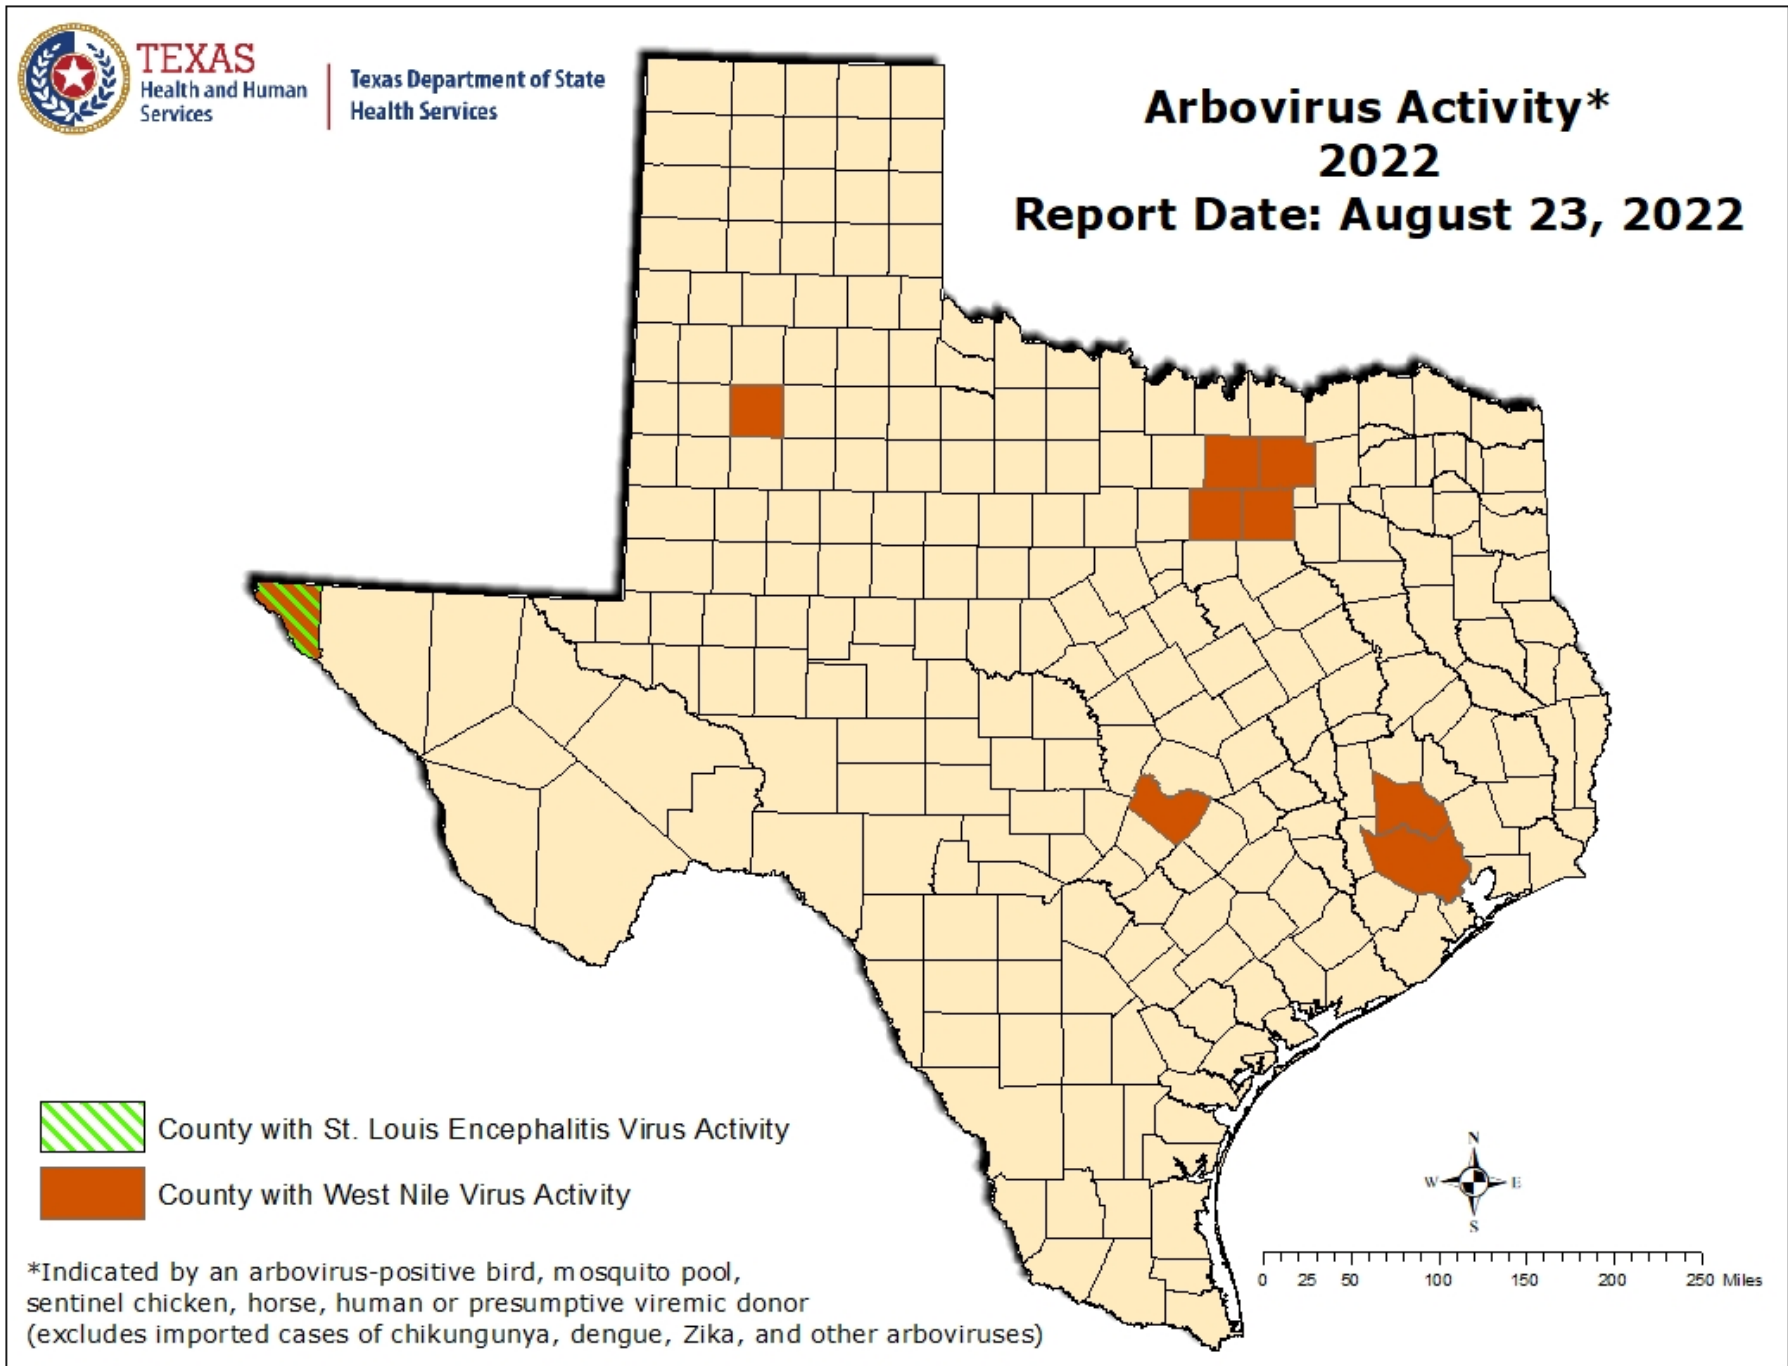 TEXAS
Health and Human
Services
Texas Department of State
Health Services
Arbovirus Activity*
2022
Report Date: August 23, 2022
County with St. Louis Encephalitis Virus Activity
County with West Nile Virus Activity
*Indicated by an arbovirus-positive bird, mosquito pool,
sentinel chicken, horse, human or presumptive viremic donor
(excludes imported cases of chikungunya, dengue, Zika, and other arboviruses)
N
W E
S
0 25 50 100 150 200 250 Miles